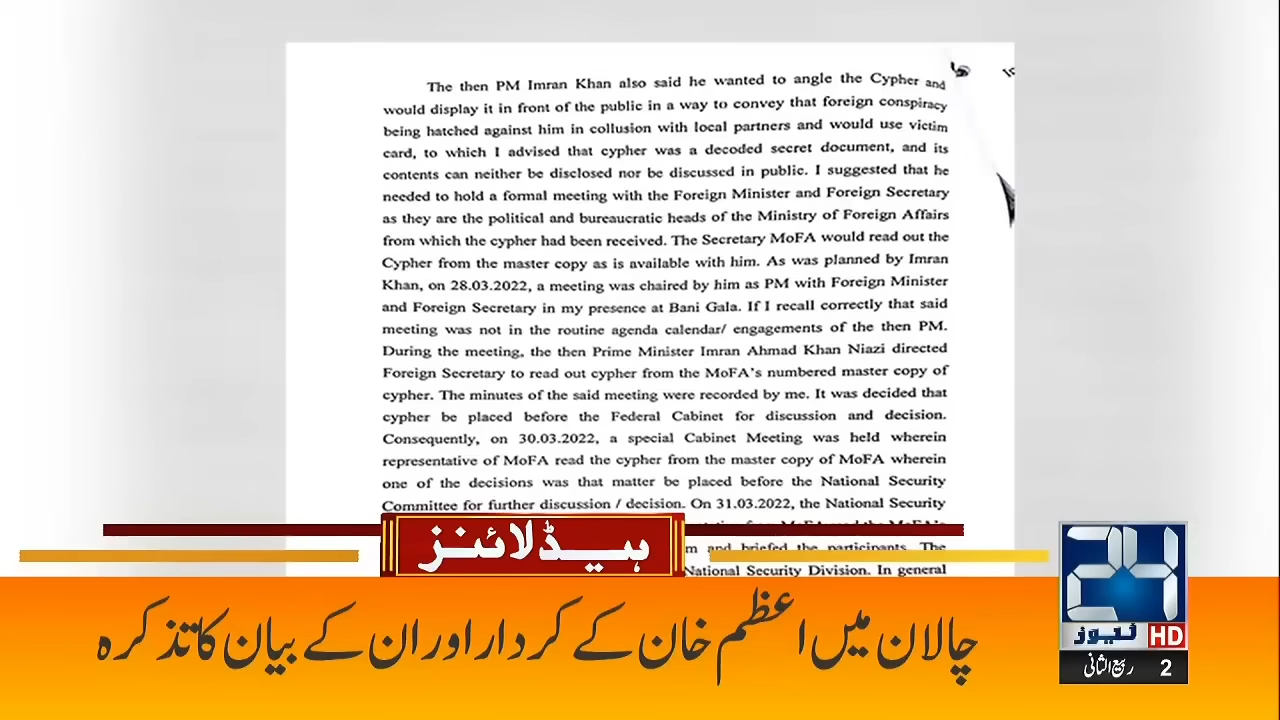 The then PM Imran Khan also said he wanted to angle the Cypher and
would display it in front of the public in a way to convey that foreign conspiracy
being hatched against him in collusion with local partners and would use victim
card, to which I advised that cypher was a decoded secret document, and its
contents can neither be disclosed nor be discussed in public. I suggested that he
needed to hold a formal meeting with the Foreign Minister and Foreign Secretary
as they are the political and bureaucratic heads of the Ministry of Foreign Affairs
from which the cypher had been received. The Secretary MoFA would read out the
Cypher from the master copy as is available with him. As was planned by Imran
Khan, on 28.03.2022, a meeting was chaired by him as PM with Foreign Minister
and Foreign Secretary in my presence at Bani Gala. If I recall correctly that said
meeting was not in the routine agenda calendar/ engagements of the then PM.
During the meeting, the then Prime Minister Imran Ahmad Khan Niazi directed
Foreign Secretary to read out cypher from the MoFA's numbered master copy of
cypher. The minutes of the said meeting were recorded by me. It was decided that
cypher be placed before the Federal Cabinet for discussion and decision.
Consequently, on 30.03.2022, a special Cabinet Meeting was held wherein
representative of MoFA read the cypher from the master copy of MoFA wherein
one of the decisions was that matter be placed before the National Security
Committee for further discussion / decision. On 31.03.2022, the National Security
and briefed the participants. The
National Security Division. In general
ہیڈلائنز
چالان میں اعظم خان کے کردار اور ان کے بیان کا تذکرہ
24
نیوز HD
2 ربیع الثانی